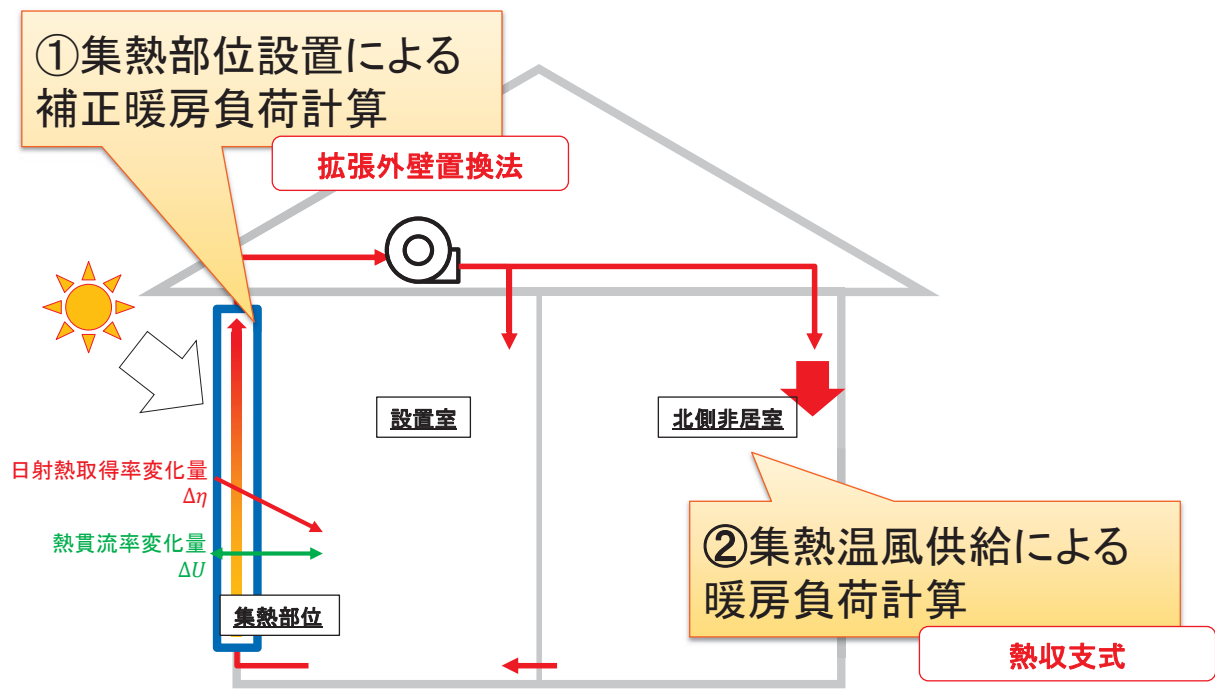 ①集熱部位設置による
補正暖房負荷計算
拡張外壁置換法
設置室
北側非居室
日射熱取得率変化量
Δη
熱貫流率変化量
ΔU
集熱部位
②集熱温風供給による
暖房負荷計算
熱収支式